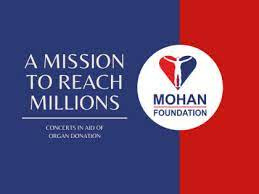 A MISSION
TO REACH
MILLIONS
CONCERTS IN AID OF
ORGAN DONATION
MOHAN
FOUNDATION